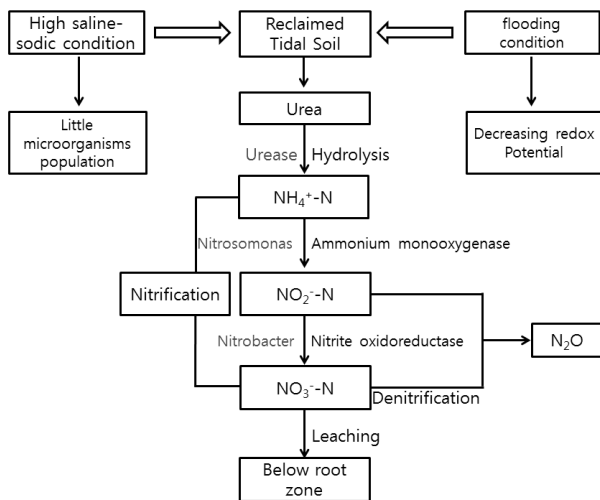 High saline-
sodic condition
Reclaimed
Tidal Soil
flooding
condition
Little
microorganisms
population
Urea
Decreasing redox
Potential
Urease
Hydrolysis
NH₄⁺-N
Nitrosomonas
Ammonium monooxygenase
Nitrification
NO₂⁻-N
N₂O
Nitrobacter
Nitrite oxidoreductase
NO₃⁻-N
Denitrification
Leaching
Below root
zone